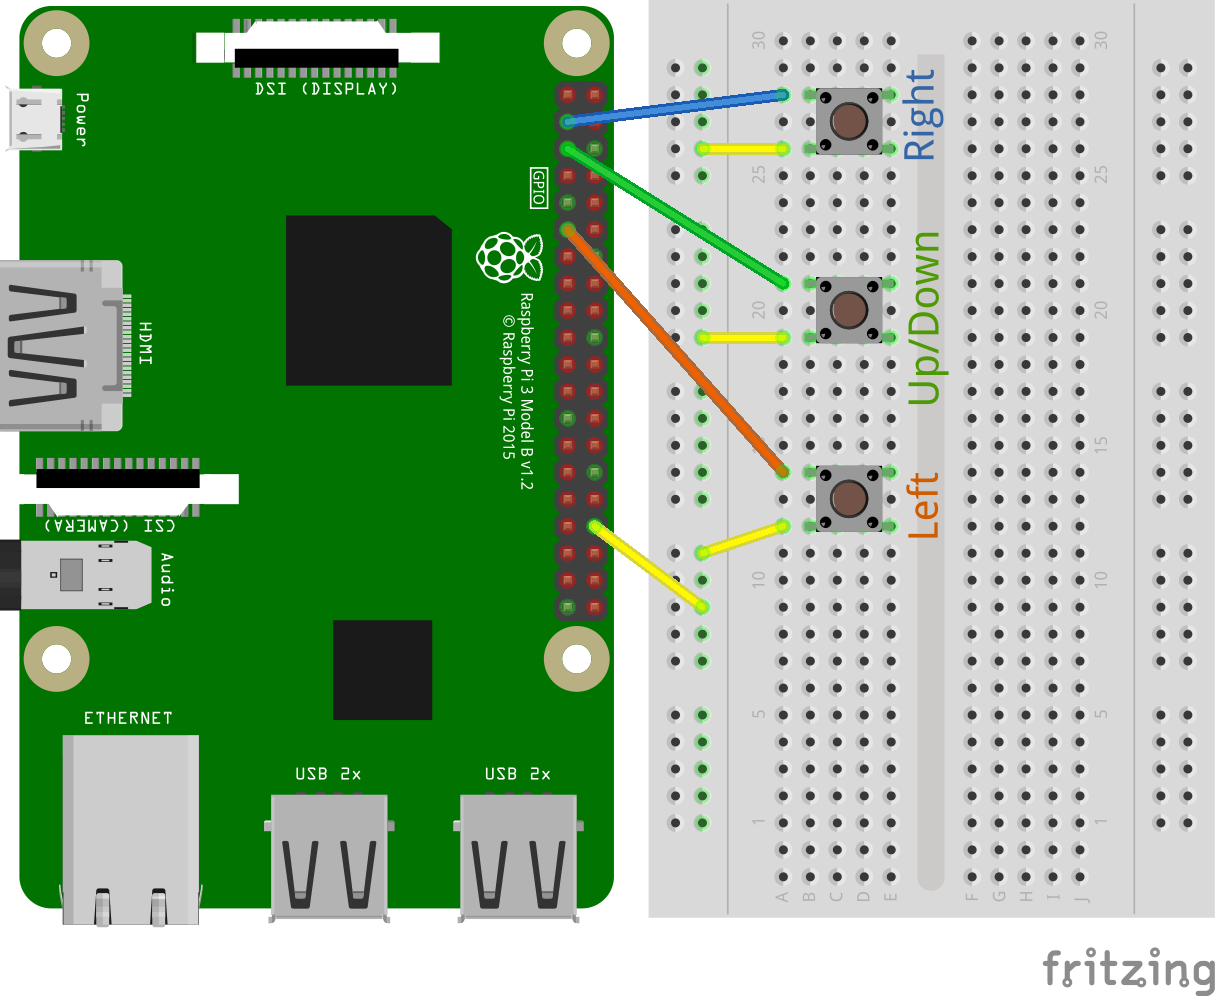 DSI (DISPLAY)
Power
GPIO
Raspberry Pi 3 Model B v1.2
© Raspberry Pi 2015
HDMI
CSI (CAMERA)
Audio
ETHERNET
USB 2x
USB 2x
30
30
25
25
20
20
15
15
10
10
5
5
1
1
A B C D E F G H I J
Right
Up/Down
Left
fritzing